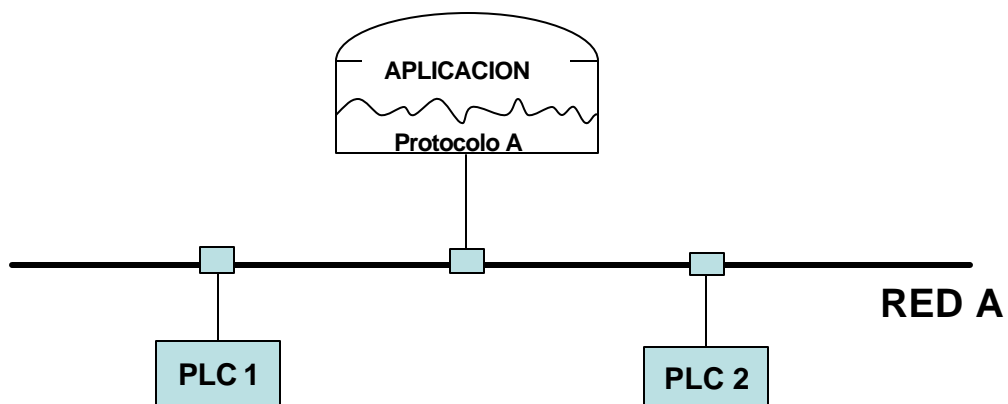 APLICACION
Protocolo A
RED A
PLC 1
PLC 2